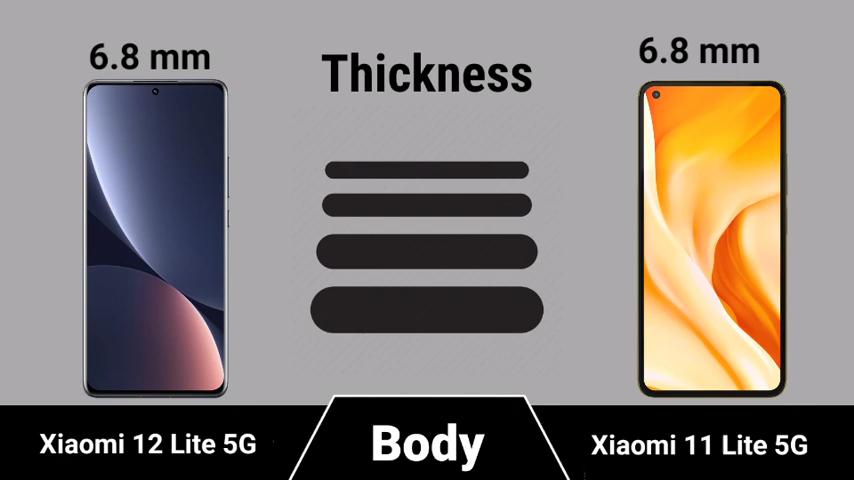 6.8 mm
Thickness
6.8 mm
Xiaomi 12 Lite 5G
Body
Xiaomi 11 Lite 5G